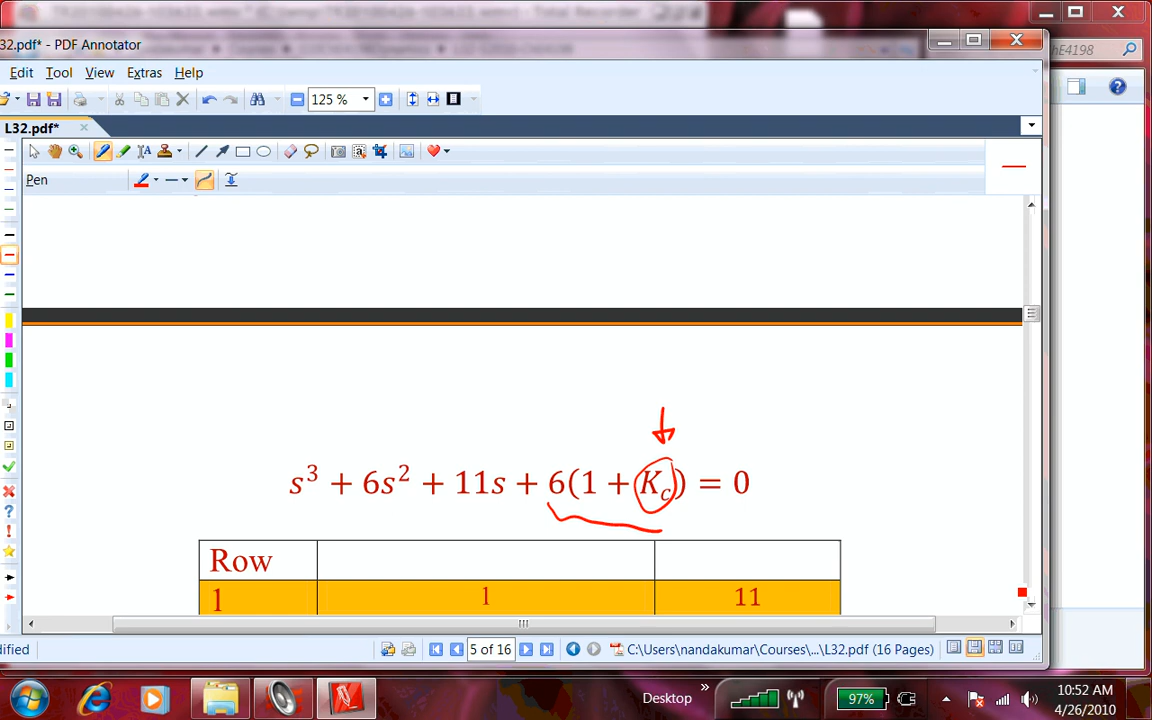 32.pdf* - PDF Annotator
hE4198
Edit Tool View Extras Help
125 %
L32.pdf*
Pen
s³ + 6s² + 11s + 6(1 + K_c) = 0
Row
1 1 11
dified
5 of 16
C:\Users\nandakumar\Courses\...\L32.pdf (16 Pages)
Desktop
»
97%
10:52 AM
4/26/2010